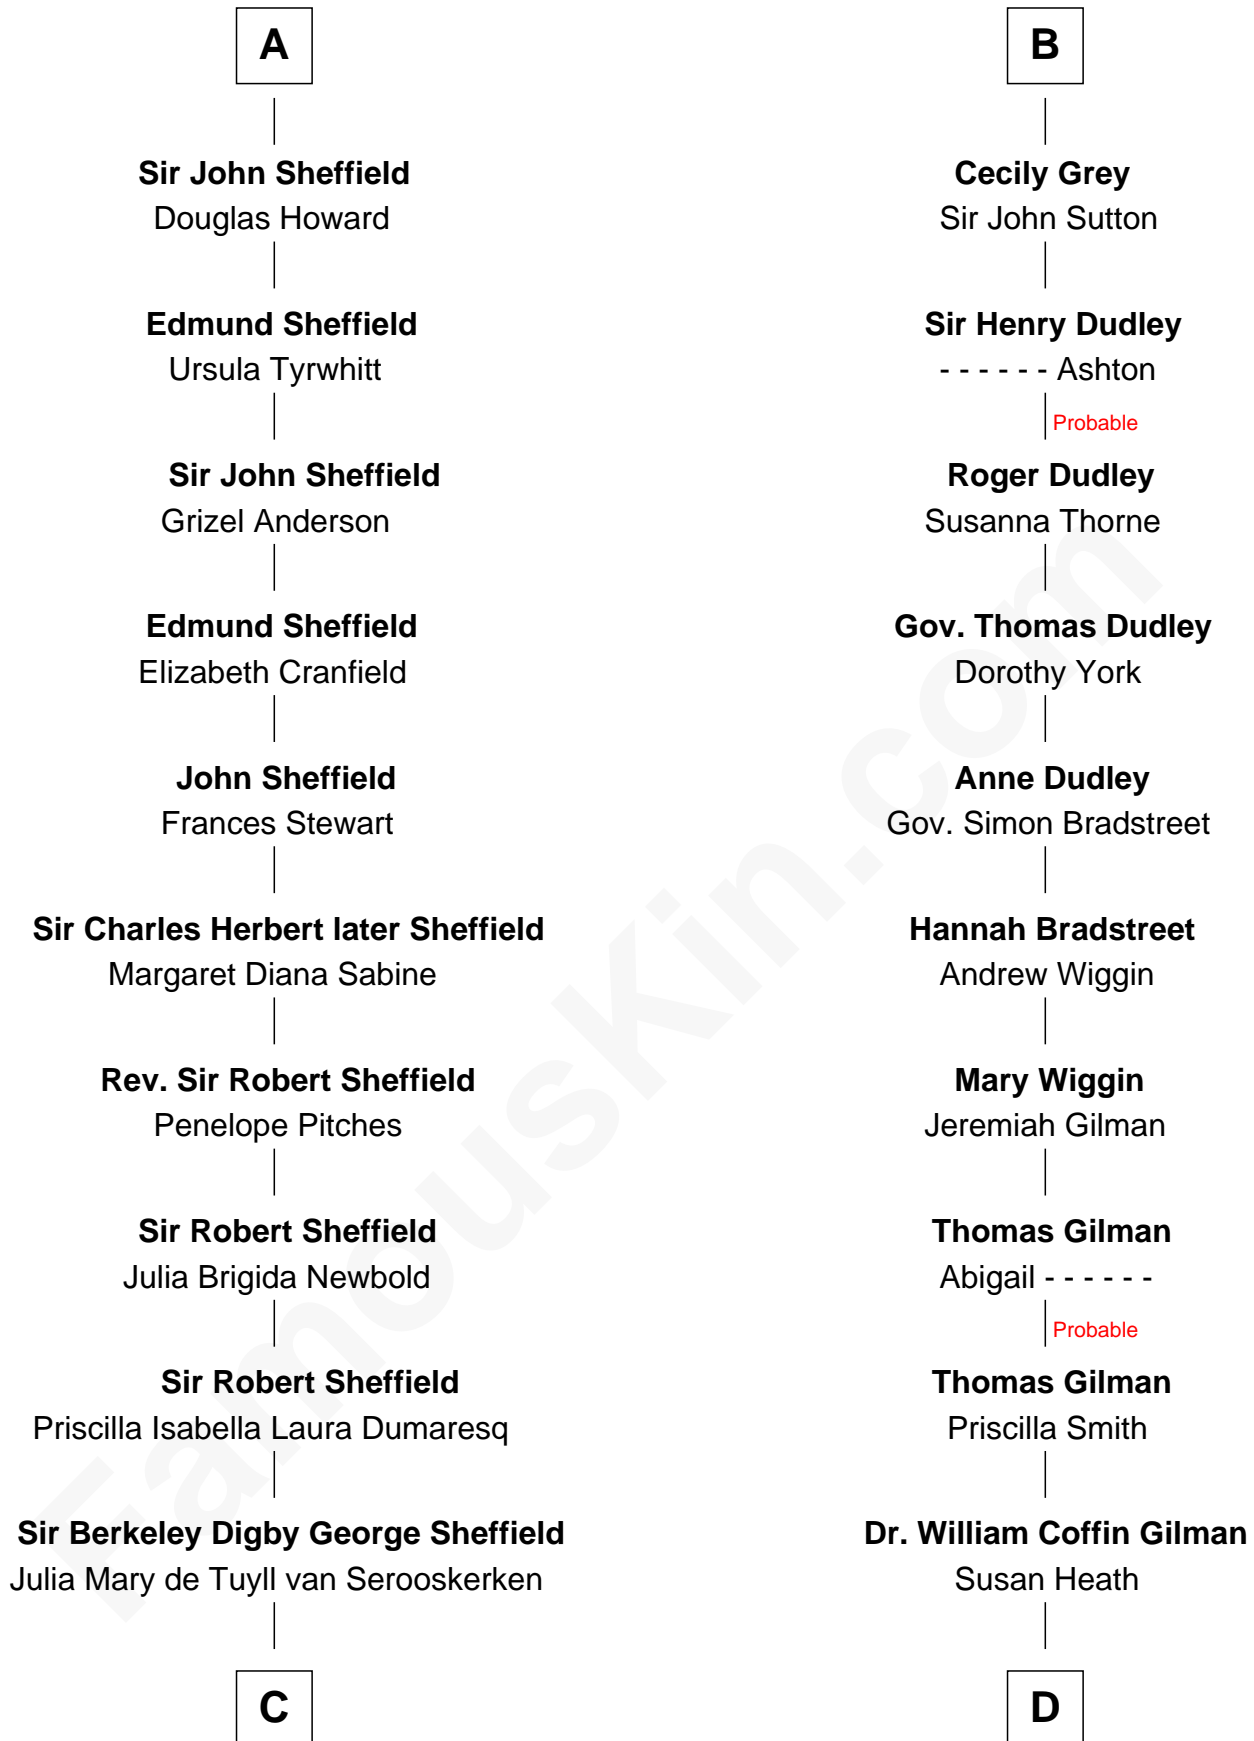 A
Sir John Sheffield
Douglas Howard
Edmund Sheffield
Ursula Tyrwhitt
Sir John Sheffield
Grizel Anderson
Edmund Sheffield
Elizabeth Cranfield
John Sheffield
Frances Stewart
Sir Charles Herbert later Sheffield
Margaret Diana Sabine
Rev. Sir Robert Sheffield
Penelope Pitches
Sir Robert Sheffield
Julia Brigida Newbold
Sir Robert Sheffield
Priscilla Isabella Laura Dumaresq
Sir Berkeley Digby George Sheffield
Julia Mary de Tuyll van Serooskerken
C
B
Cecily Grey
Sir John Sutton
Sir Henry Dudley
- - - - - - Ashton
Probable
Roger Dudley
Susanna Thorne
Gov. Thomas Dudley
Dorothy York
Anne Dudley
Gov. Simon Bradstreet
Hannah Bradstreet
Andrew Wiggin
Mary Wiggin
Jeremiah Gilman
Thomas Gilman
Abigail - - - - - -
Probable
Thomas Gilman
Priscilla Smith
Dr. William Coffin Gilman
Susan Heath
D
FamousKin.com